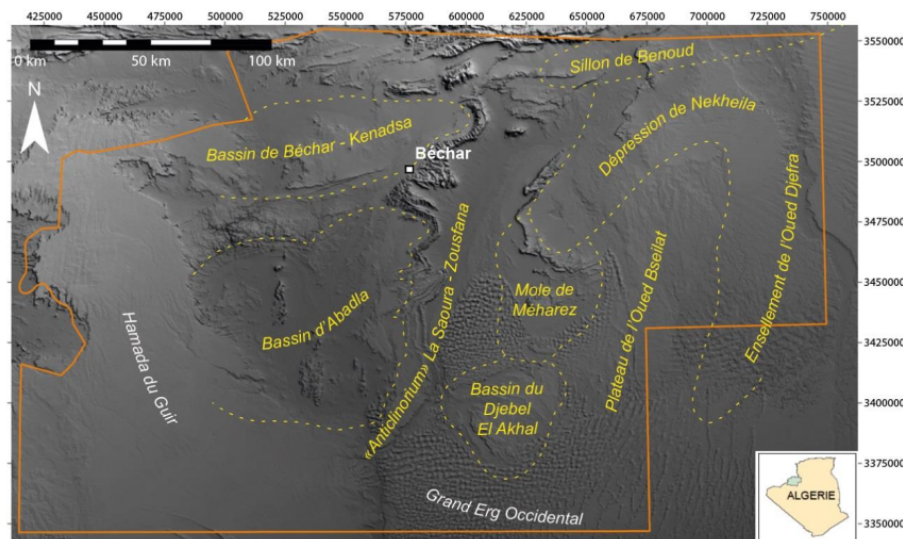 425000 450000 475000 500000 525000 550000 575000 600000 625000 650000 675000 700000 725000 750000
0 km 50 km 100 km
N
3550000
3525000
3500000
3475000
3450000
3425000
3400000
3375000
3350000
Sillon de Benoud
Bassin de Béchar - Kenadsa
Béchar
Dépression de Nekheila
«Anticlinorium» La Saoura - Zousfana
Bassin d'Abadla
Hamada du Guir
Mole de
Méharez
Bassin du
Djebel
El Akhal
Plateau de l'Oued Bseilat
Ensellement de l'Oued Djefra
Grand Erg Occidental
ALGERIE